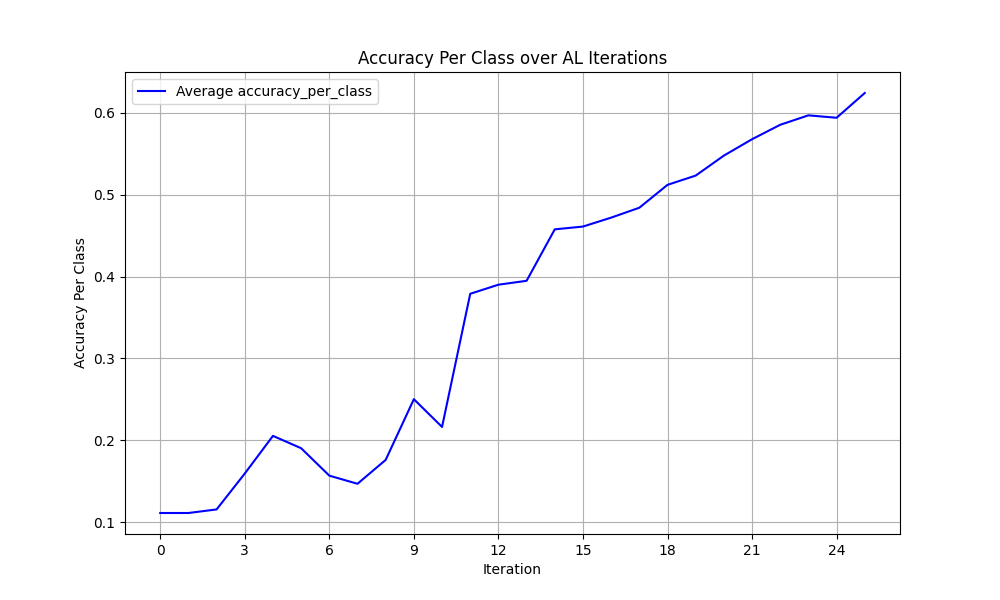 Accuracy Per Class over AL Iterations
Average accuracy_per_class
Accuracy Per Class
0.6
0.5
0.4
0.3
0.2
0.1
0 3 6 9 12 15 18 21 24
Iteration